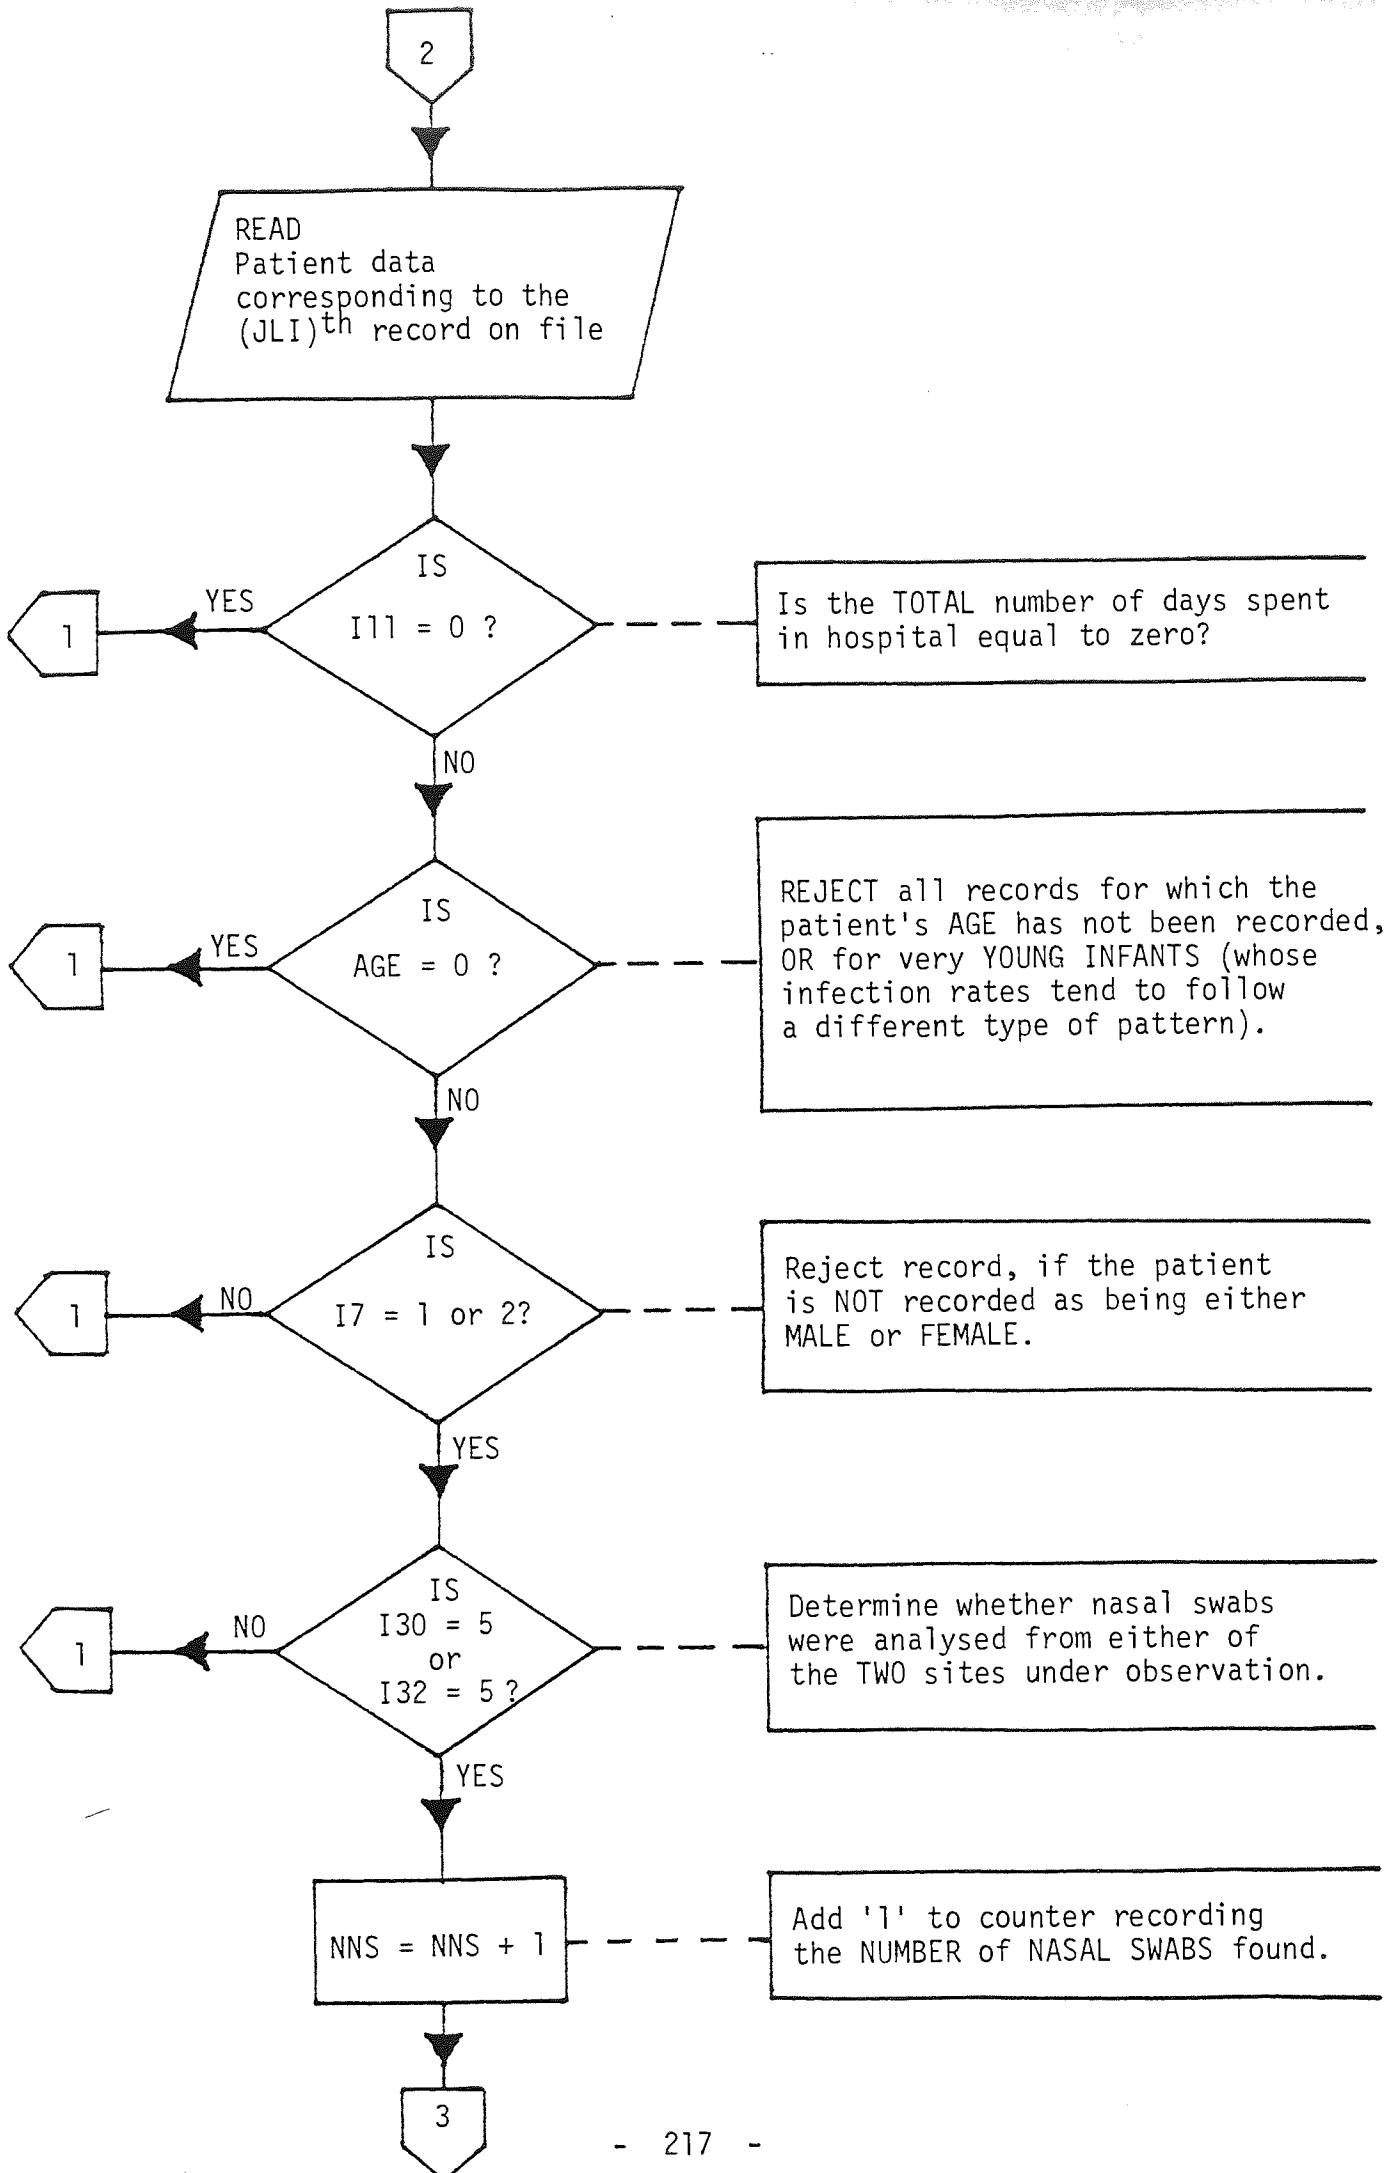 2
READ
Patient data
corresponding to the
(JLI)th record on file
IS
I11 = 0 ?
YES
1
Is the TOTAL number of days spent
in hospital equal to zero?
NO
IS
AGE = 0 ?
YES
1
REJECT all records for which the
patient's AGE has not been recorded,
OR for very YOUNG INFANTS (whose
infection rates tend to follow
a different type of pattern).
NO
IS
I7 = 1 or 2?
NO
1
Reject record, if the patient
is NOT recorded as being either
MALE or FEMALE.
YES
IS
I30 = 5
or
I32 = 5 ?
NO
1
Determine whether nasal swabs
were analysed from either of
the TWO sites under observation.
YES
NNS = NNS + 1
Add '1' to counter recording
the NUMBER of NASAL SWABS found.
3
- 217 -